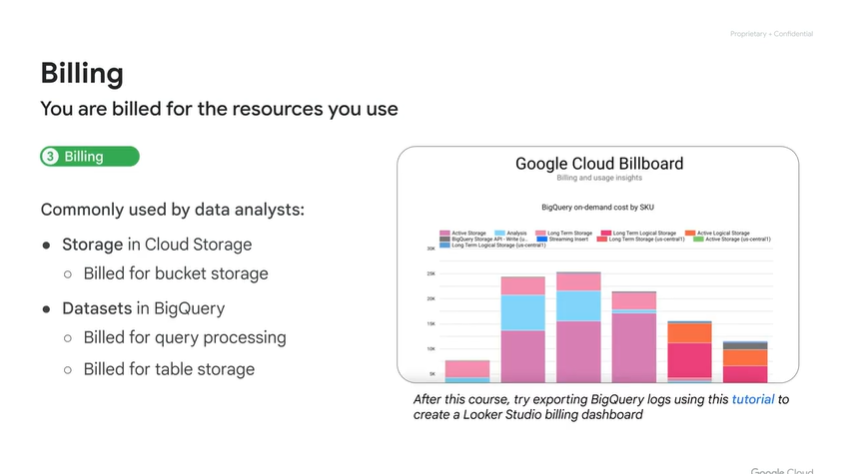 Proprietary + Confidential
Billing
You are billed for the resources you use
3 Billing
Commonly used by data analysts:
● Storage in Cloud Storage
○ Billed for bucket storage
● Datasets in BigQuery
○ Billed for query processing
○ Billed for table storage
Google Cloud Billboard
Billing and usage insights
BigQuery on-demand cost by SKU
Active Storage Analysis Long Term Storage Long Term Logical Storage Active Logical Storage
BigQuery Storage API - Write (u... Streaming Insert Long Term Storage (us-central1) Active Storage (us-central1)
Long Term Logical Storage (us-central1)
30K
25K
20K
15K
10K
5K
After this course, try exporting BigQuery logs using this tutorial to
create a Looker Studio billing dashboard
Google Cloud